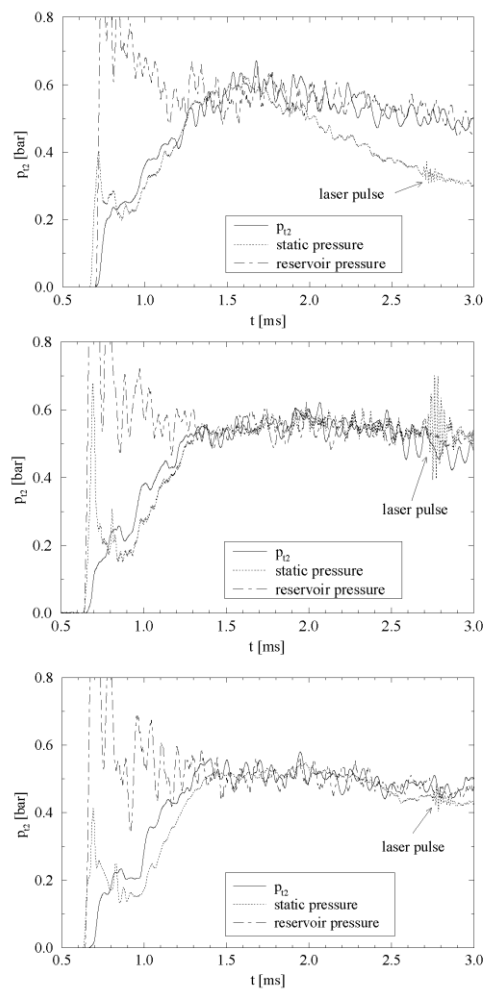 0.8
0.6
0.4
0.2
0.0
p_t2 [bar]
laser pulse
p_t2
static pressure
reservoir pressure
0.5 1.0 1.5 2.0 2.5 3.0
t [ms]
0.8
0.6
0.4
0.2
0.0
p_t2 [bar]
laser pulse
p_t2
static pressure
reservoir pressure
0.5 1.0 1.5 2.0 2.5 3.0
t [ms]
0.8
0.6
0.4
0.2
0.0
p_t2 [bar]
laser pulse
p_t2
static pressure
reservoir pressure
0.5 1.0 1.5 2.0 2.5 3.0
t [ms]